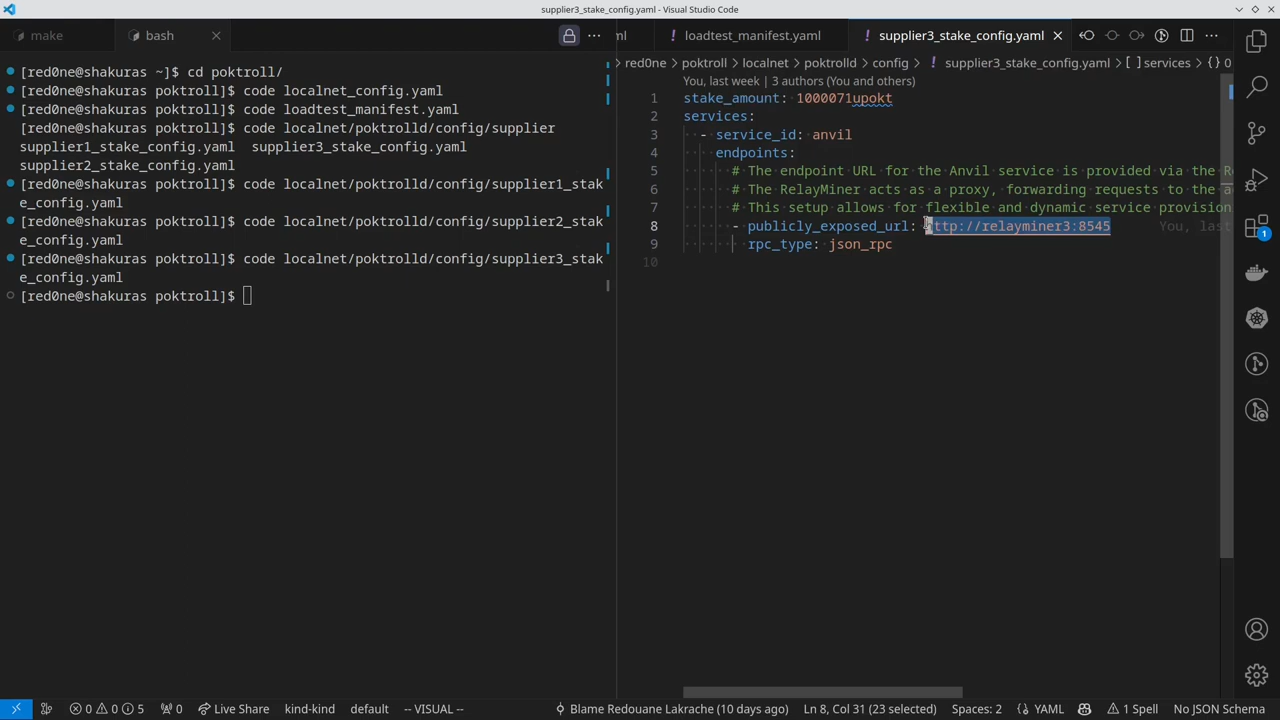 supplier3_stake_config.yaml - Visual Studio Code
make
bash
loadtest_manifest.yaml
supplier3_stake_config.yaml
red0ne > poktroll > localnet > poktrolld > config > ! supplier3_stake_config.yaml > [ ] services > {} 0
[red0ne@shakuras ~]$ cd poktroll/
[red0ne@shakuras poktroll]$ code localnet_config.yaml
[red0ne@shakuras poktroll]$ code loadtest_manifest.yaml
[red0ne@shakuras poktroll]$ code localnet/poktrolld/config/supplier
supplier1_stake_config.yaml  supplier3_stake_config.yaml
supplier2_stake_config.yaml
[red0ne@shakuras poktroll]$ code localnet/poktrolld/config/supplier1_stak
e_config.yaml
[red0ne@shakuras poktroll]$ code localnet/poktrolld/config/supplier2_stak
e_config.yaml
[red0ne@shakuras poktroll]$ code localnet/poktrolld/config/supplier3_stak
e_config.yaml
[red0ne@shakuras poktroll]$
You, last week | 3 authors (You and others)
1 stake_amount: 1000071upokt
2 services:
3 - service_id: anvil
4 endpoints:
5 # The endpoint URL for the Anvil service is provided via the
6 # The RelayMiner acts as a proxy, forwarding requests to the
7 # This setup allows for flexible and dynamic service provision
8 - publicly_exposed_url: http://relayminer3:8545 You, last
9 rpc_type: json_rpc
10
1
0 0 5 0 Live Share kind-kind default -- VISUAL -- Blame Redouane Lakrache (10 days ago) Ln 8, Col 31 (23 selected) Spaces: 2 {} YAML 1 Spell No JSON Schema